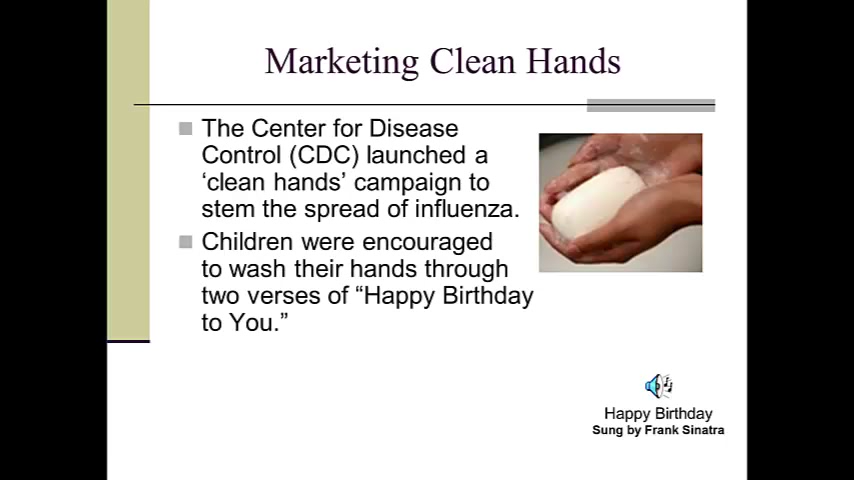 Marketing Clean Hands
The Center for Disease
Control (CDC) launched a
‘clean hands’ campaign to
stem the spread of influenza.
Children were encouraged
to wash their hands through
two verses of “Happy Birthday
to You.”
Happy Birthday
Sung by Frank Sinatra